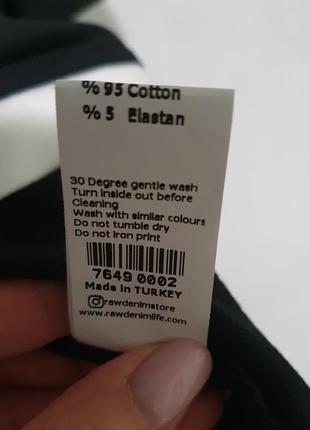 % 95 Cotton
% 5 Elastan
30 Degree gentle wash
Turn inside out before
Cleaning
Wash with similar colours
Do not tumble dry
Do not Iron print
7649 0002
Made in TURKEY
rawdenimstore
www.rawdenimlife.com